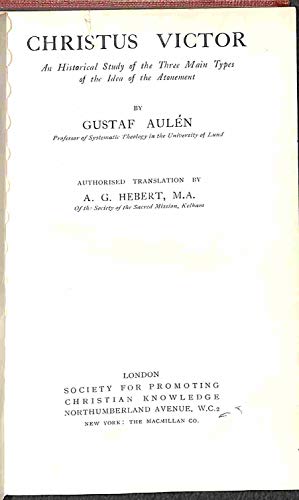 CHRISTUS VICTOR
An Historical Study of the Three Main Types
of the Idea of the Atonement
BY
GUSTAF AULÉN
Professor of Systematic Theology in the University of Lund
AUTHORISED TRANSLATION BY
A. G. HEBERT, M.A.
Of the Society of the Sacred Mission, Kelham
LONDON
SOCIETY FOR PROMOTING
CHRISTIAN KNOWLEDGE
NORTHUMBERLAND AVENUE, W.C.2
NEW YORK: THE MACMILLAN CO.